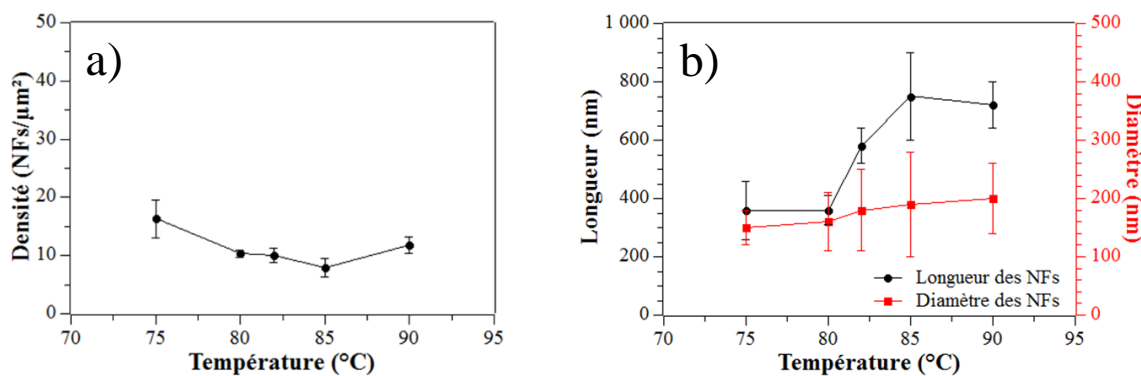 a)
Densité (NFs/µm²)
50
40
30
20
10
0
70 75 80 85 90 95
Température (°C)
b)
Longueur (nm)
1 000
800
600
400
200
0
70 75 80 85 90 95
Température (°C)
500
400
300
200
100
0
Diamètre (nm)
Longueur des NFs
Diamètre des NFs